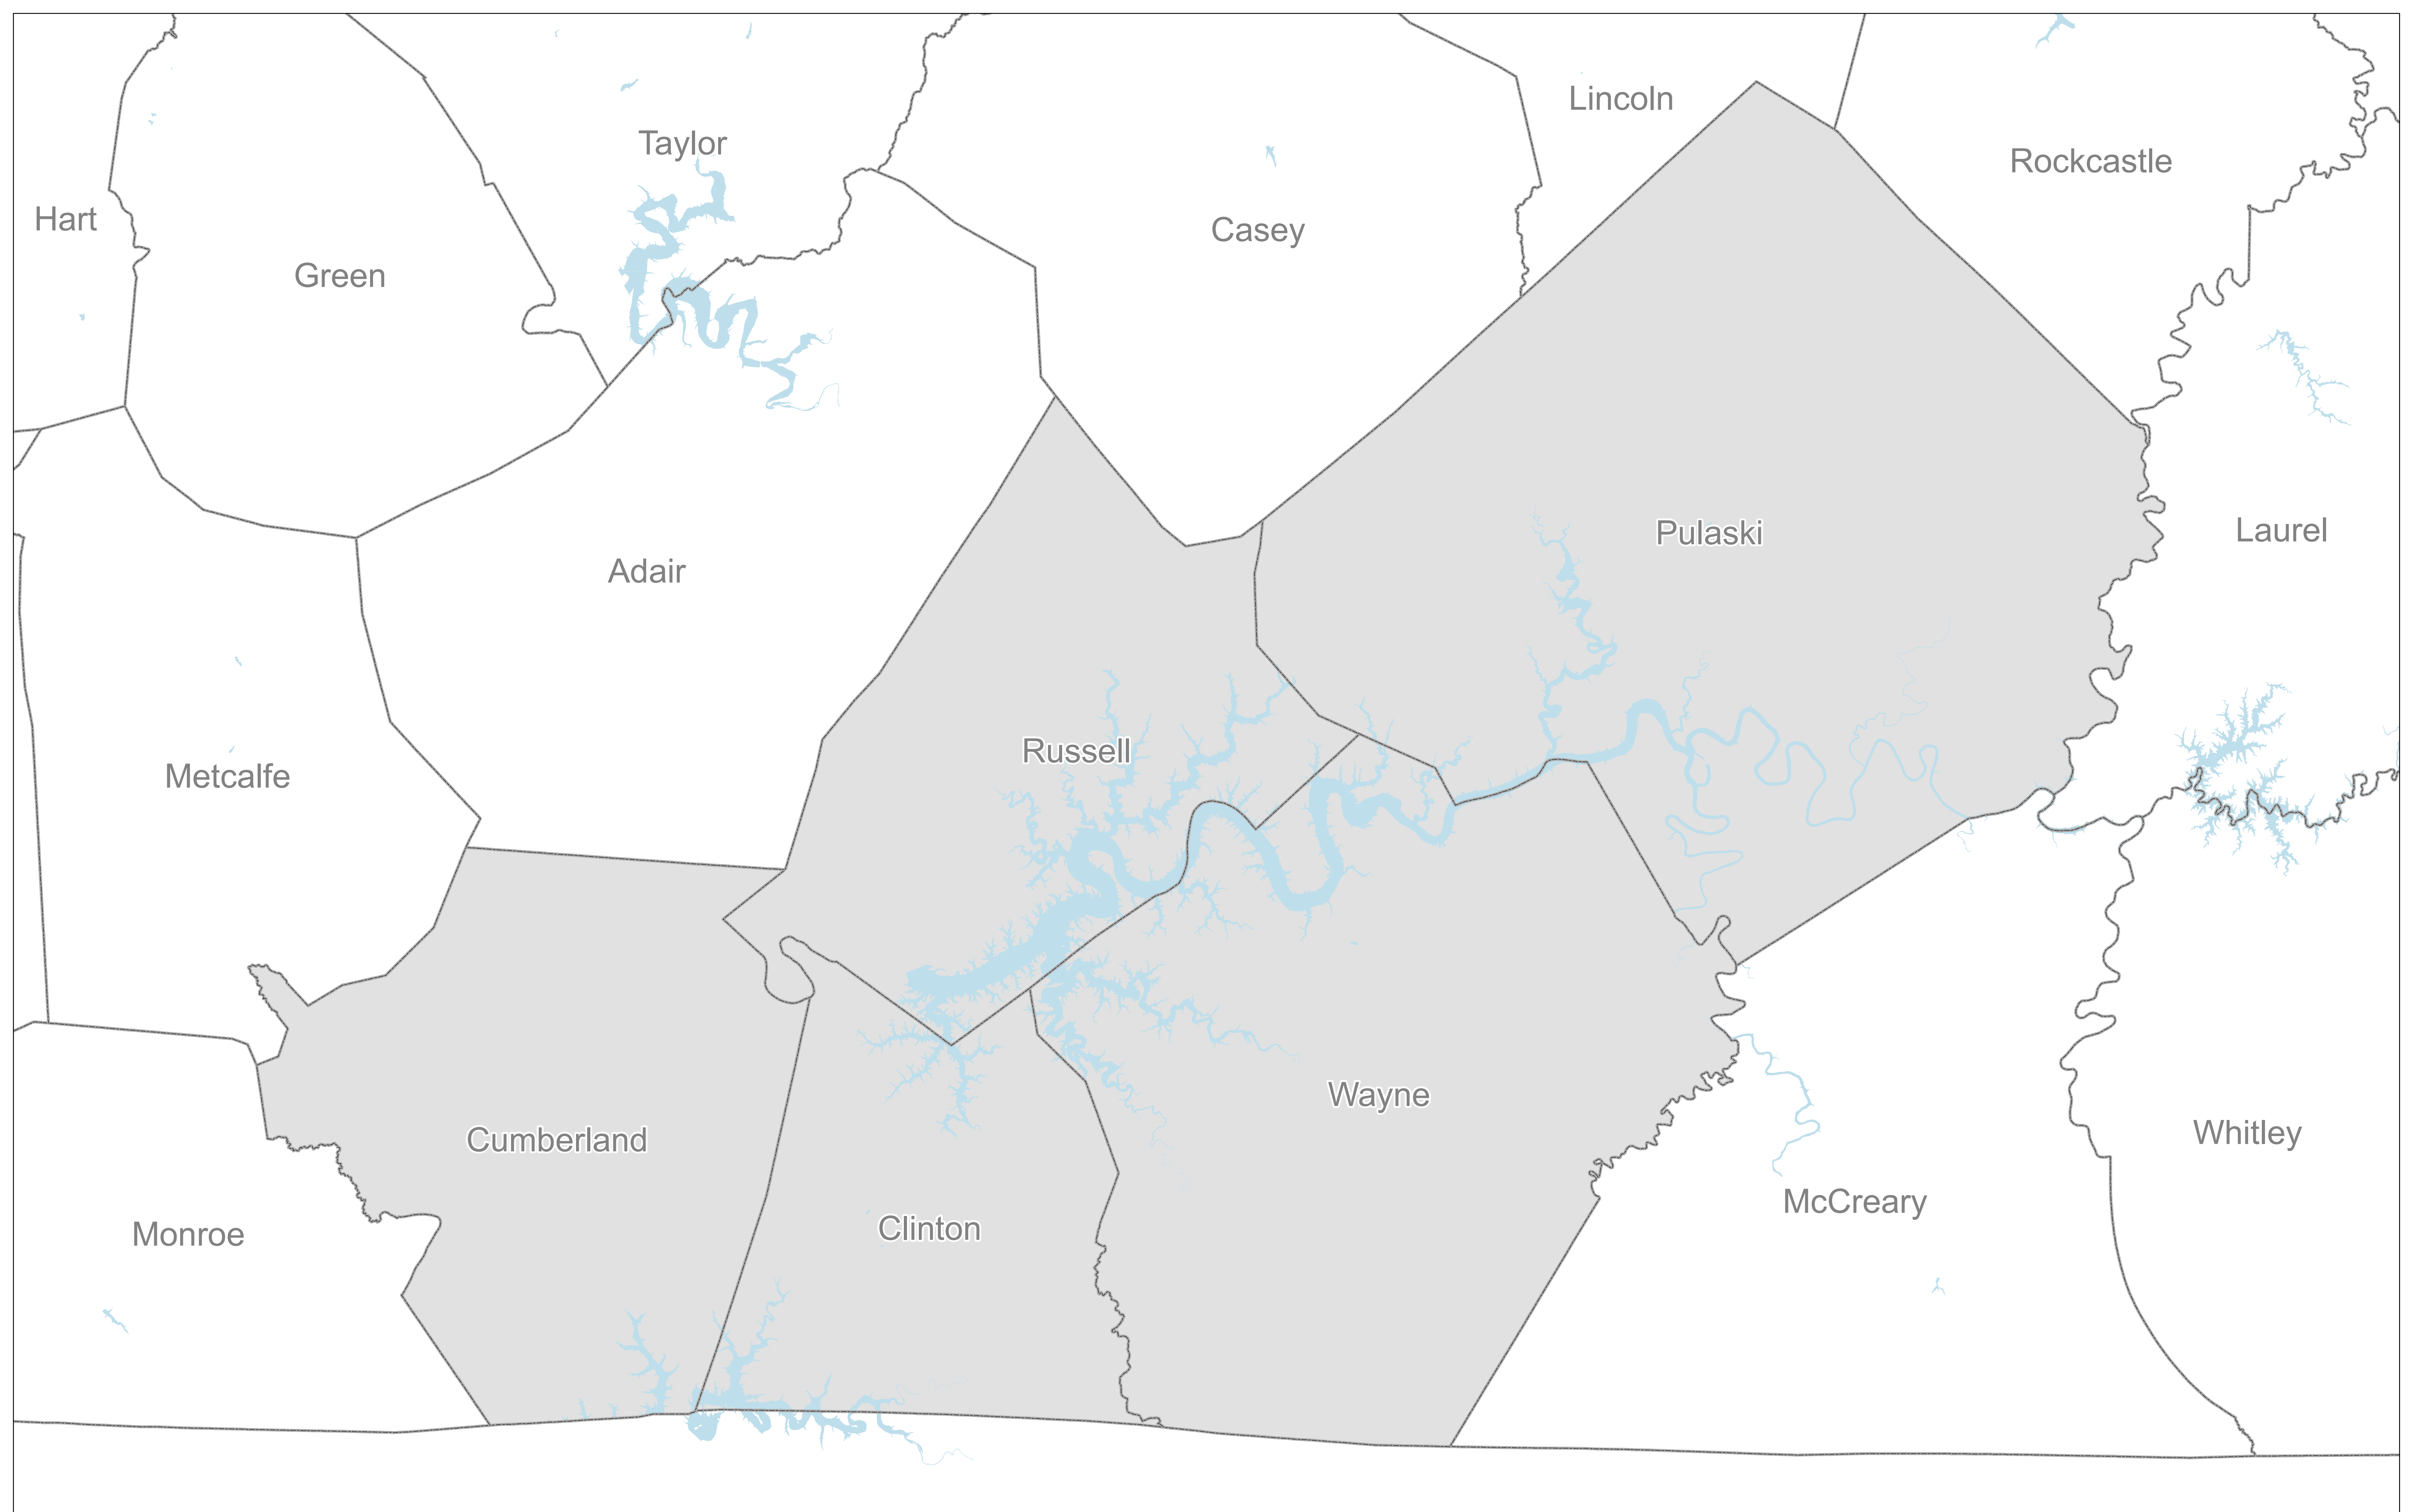 Lincoln
Taylor
Rockcastle
Hart
Casey
Green
Laurel
Pulaski
Adair
Russell
Metcalfe
Wayne
Whitley
Cumberland
McCreary
Clinton
Monroe